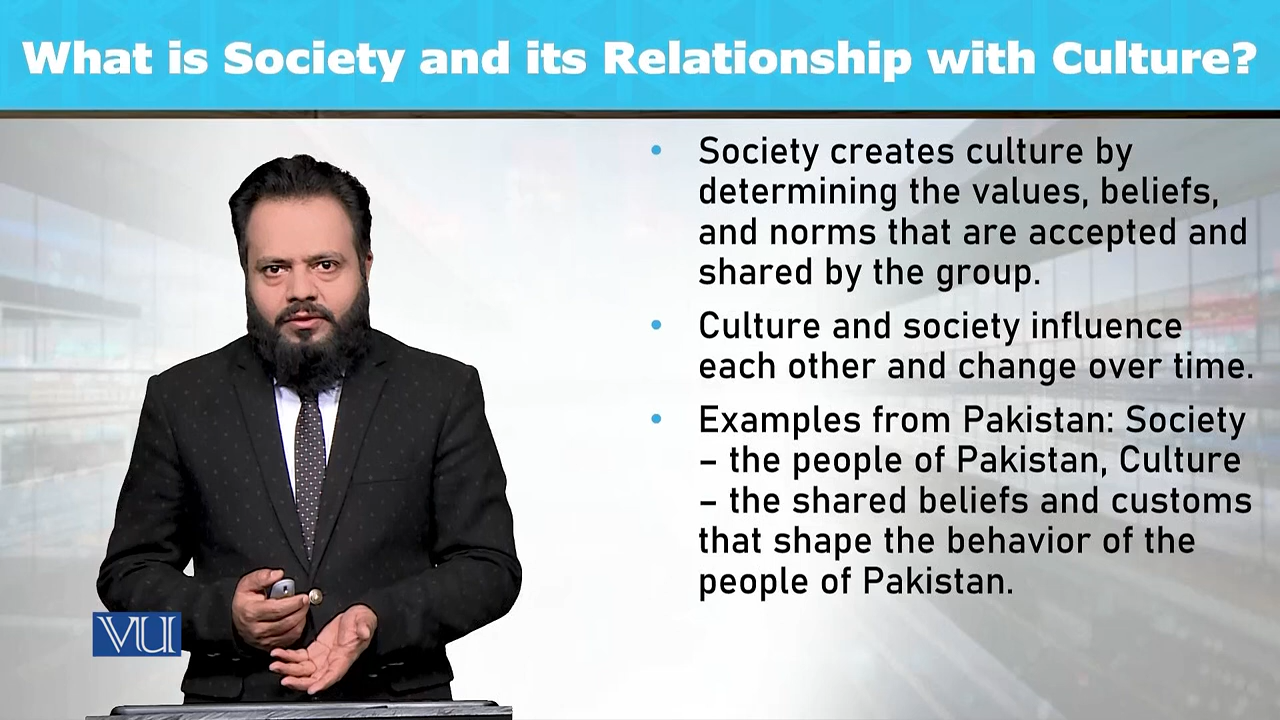 What is Society and its Relationship with Culture?
• Society creates culture by
determining the values, beliefs,
and norms that are accepted and
shared by the group.
• Culture and society influence
each other and change over time.
• Examples from Pakistan: Society
– the people of Pakistan, Culture
– the shared beliefs and customs
that shape the behavior of the
people of Pakistan.
VU